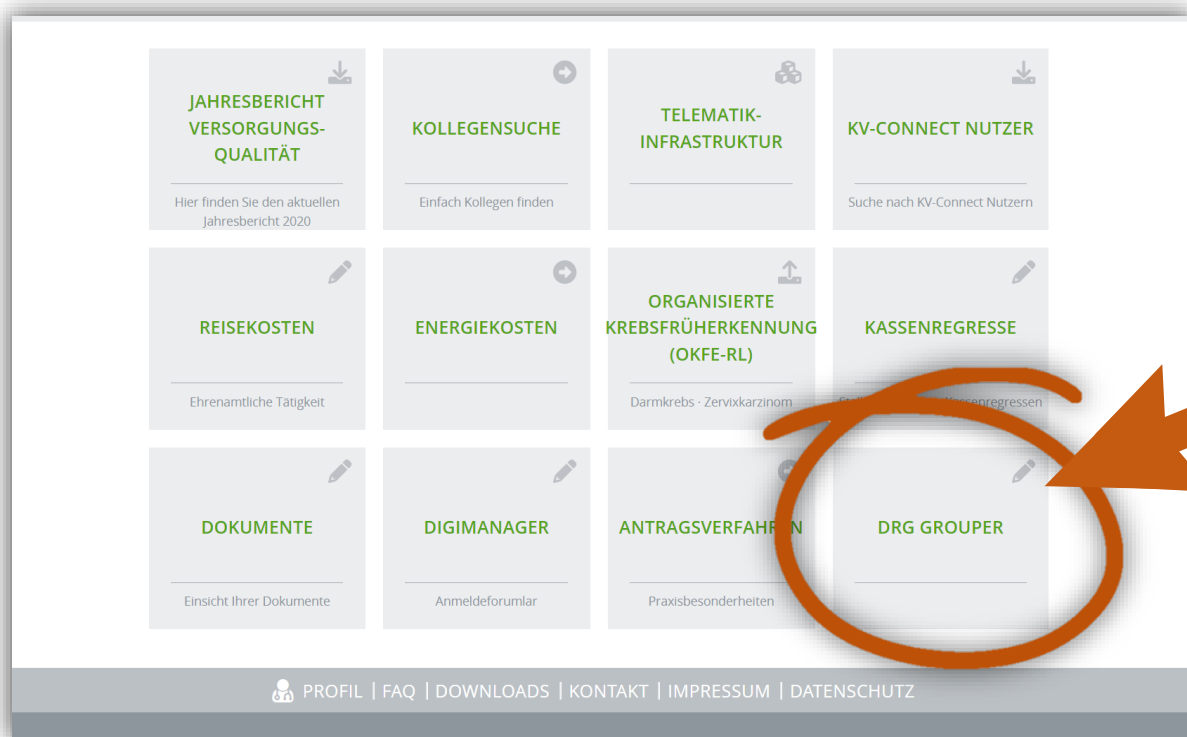 JAHRESBERICHT
VERSORGUNGS-
QUALITÄT
Hier finden Sie den aktuellen
Jahresbericht 2020
KOLLEGENSUCHE
Einfach Kollegen finden
TELEMATIK-
INFRASTRUKTUR
KV-CONNECT NUTZER
Suche nach KV-Connect Nutzern
REISEKOSTEN
Ehrenamtliche Tätigkeit
ENERGIEKOSTEN
ORGANISIERTE
KREBSFRÜHERKENNUNG
(OKFE-RL)
Darmkrebs · Zervixkarzinom
KASSENREGRESSE
DOKUMENTE
Einsicht Ihrer Dokumente
DIGIMANAGER
Anmeldeforumlar
ANTRAGSVERFAHREN
Praxisbesonderheiten
DRG GROUPER
PROFIL | FAQ | DOWNLOADS | KONTAKT | IMPRESSUM | DATENSCHUTZ